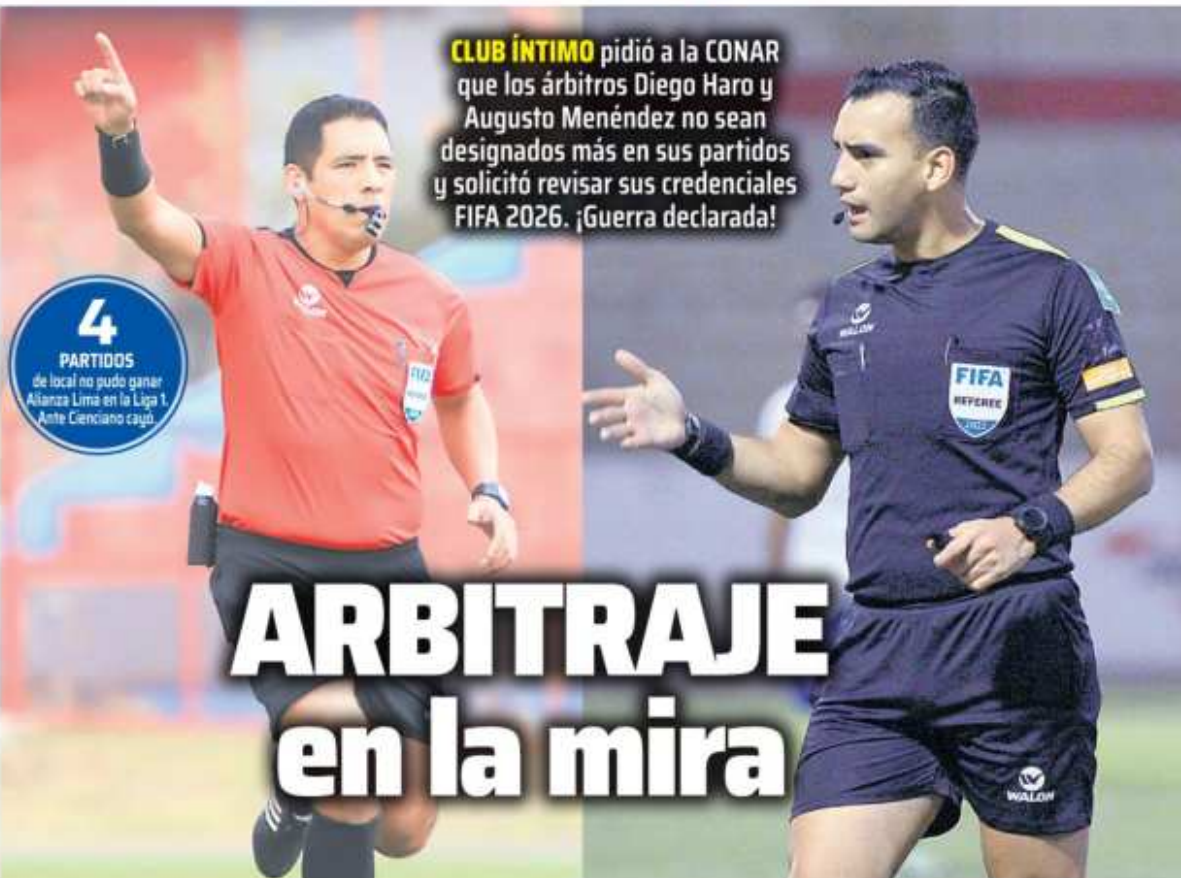 CLUB ÍNTIMO pidió a la CONAR
que los árbitros Diego Haro y
Augusto Menéndez no sean
designados más en sus partidos
y solicitó revisar sus credenciales
FIFA 2026. ¡Guerra declarada!
4
PARTIDOS
de local no pudo ganar
Alianza Lima en la Liga 1.
Ante Cienciano cayó.
WALON
FIFA
WALON
FIFA
REFEREE
ARBITRAJE
en la mira
WALON